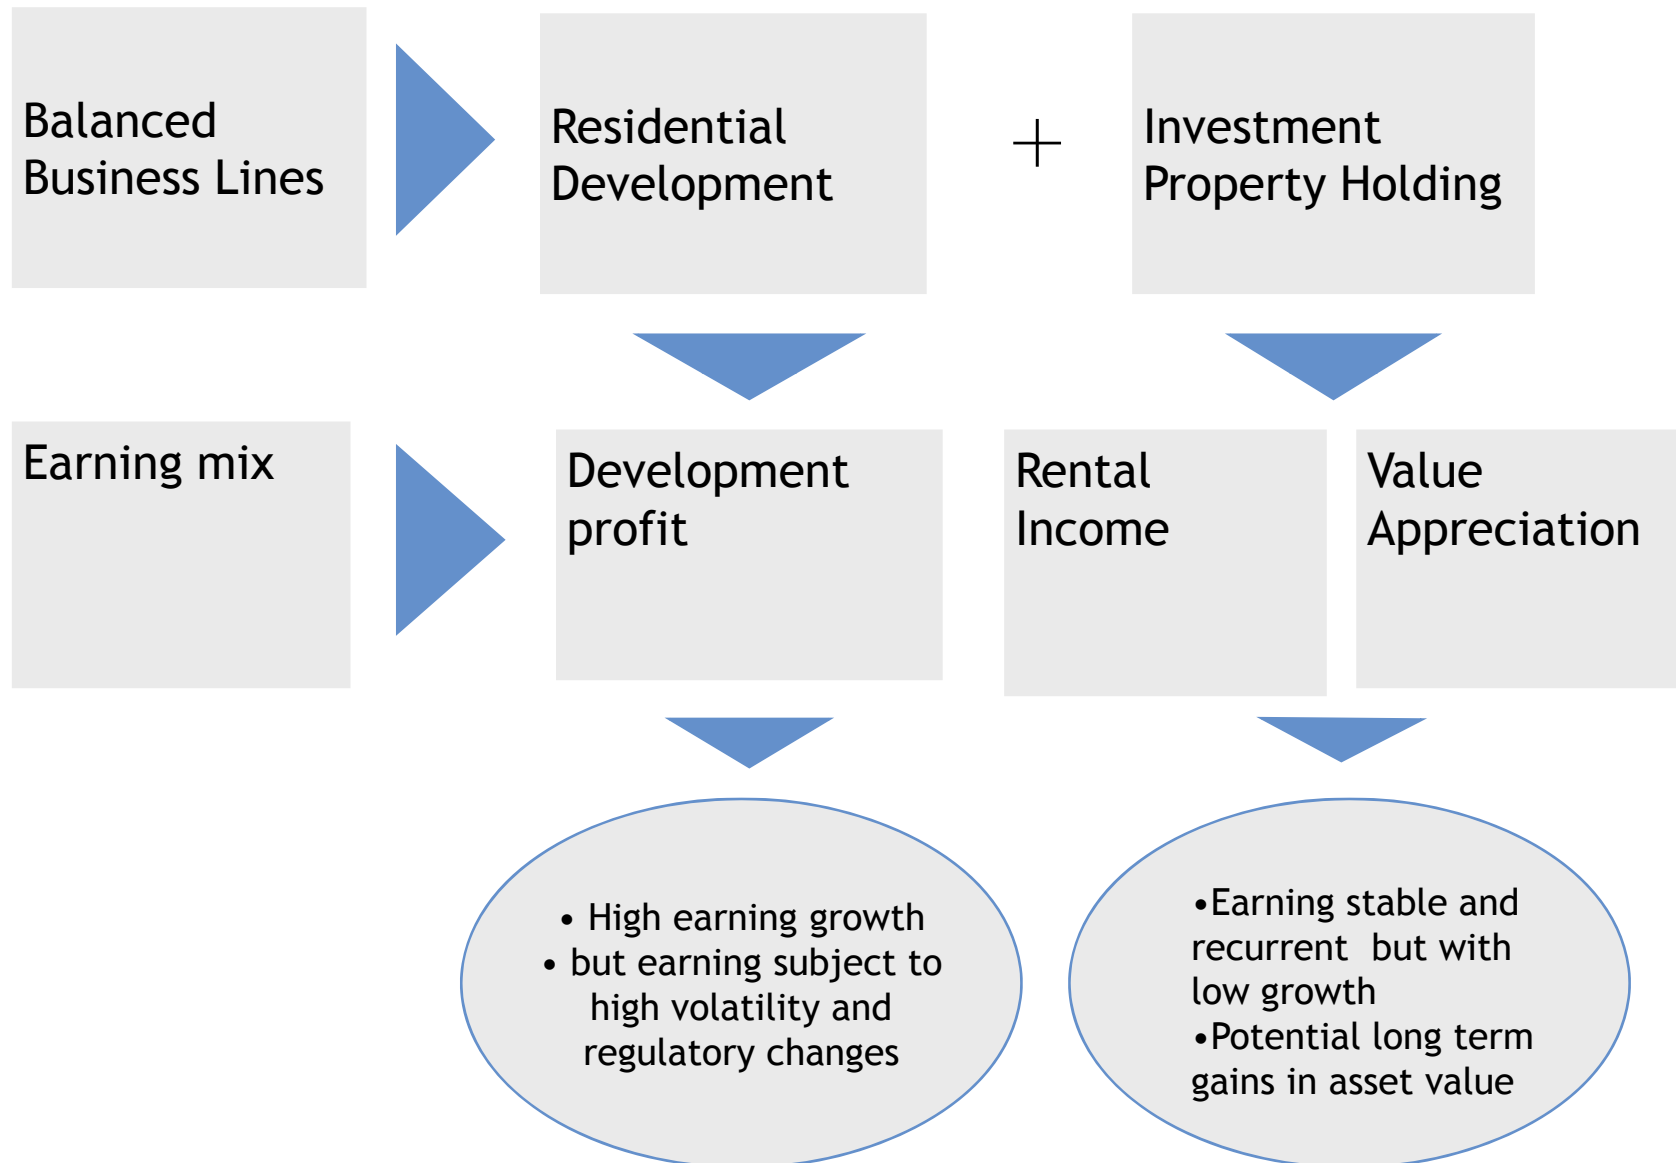 Balanced
Business Lines
Residential
Development
+
Investment
Property Holding
Earning mix
Development
profit
Rental
Income
Value
Appreciation
• High earning growth
• but earning subject to
high volatility and
regulatory changes
•Earning stable and
recurrent  but with
low growth
•Potential long term
gains in asset value